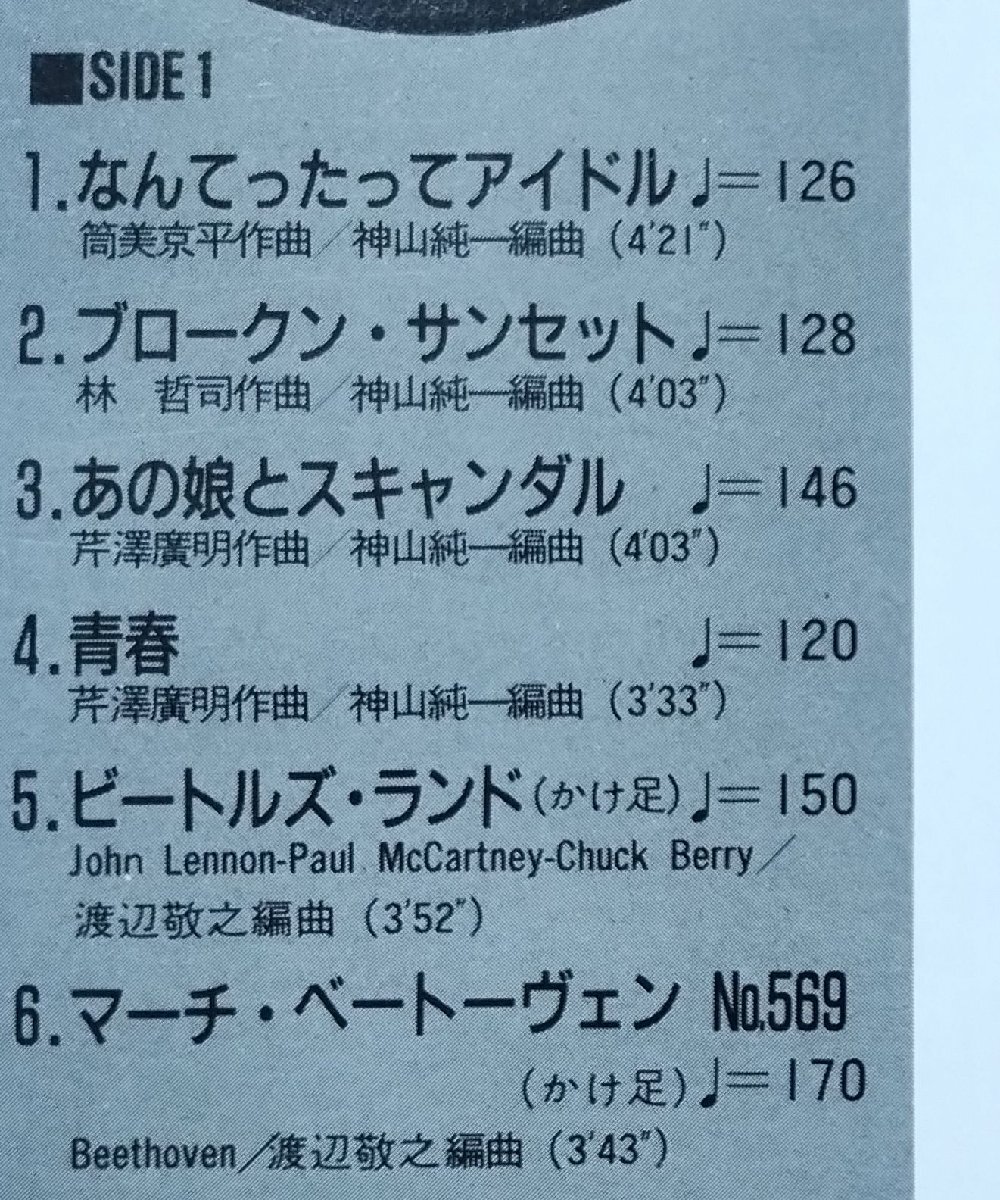 ■SIDE 1
1.なんてったってアイドル♩=126
筒美京平作曲/神山純一編曲（4'21"）
2.ブロークン・サンセット♩=128
林　哲司作曲/神山純一編曲（4'03"）
3.あの娘とスキャンダル　♩=146
芹澤廣明作曲/神山純一編曲（4'03"）
4.青春　♩=120
芹澤廣明作曲/神山純一編曲（3'33"）
5.ビートルズ・ランド（かけ足）♩=150
John Lennon-Paul McCartney-Chuck Berry/
渡辺敬之編曲（3'52"）
6.マーチ・ベートーヴェン No.569
（かけ足）♩=170
Beethoven/渡辺敬之編曲（3'43"）